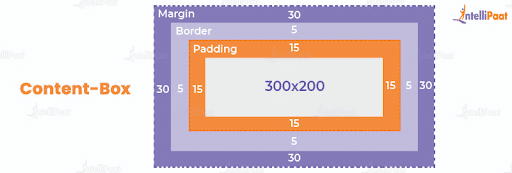 Margin
30
intelliPaat
Border
5
Padding
15
Content-Box
30 5 15 300x200 15 5 30
15
5
30